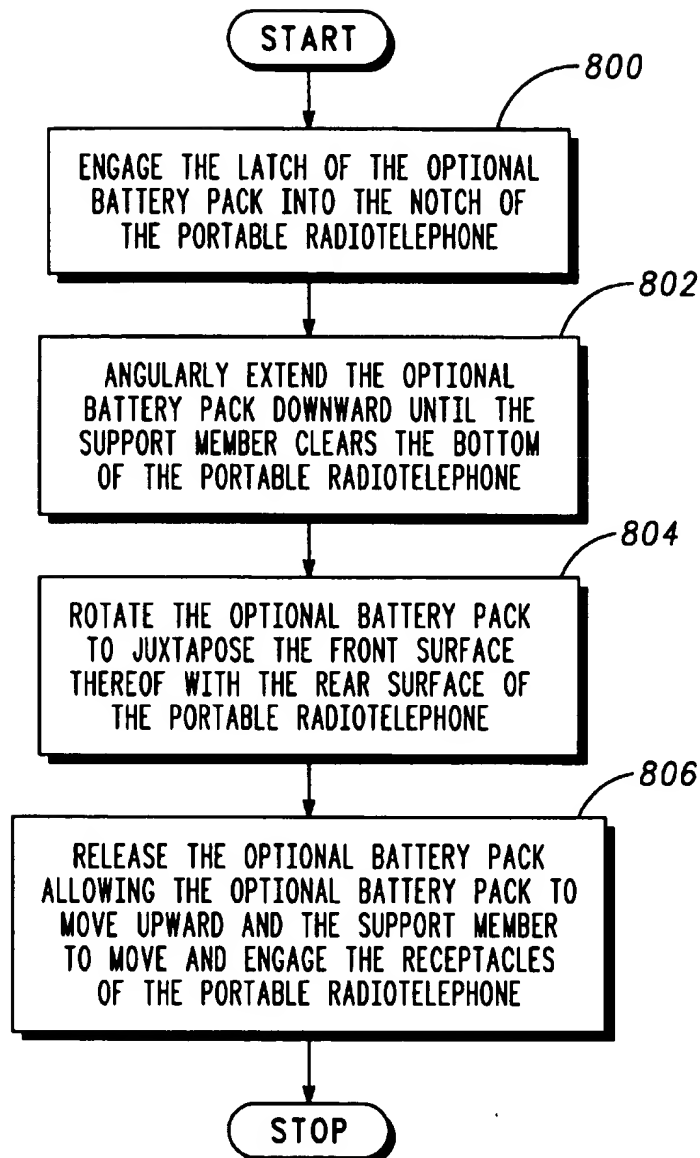 START
800
ENGAGE THE LATCH OF THE OPTIONAL
BATTERY PACK INTO THE NOTCH OF
THE PORTABLE RADIOTELEPHONE
802
ANGULARLY EXTEND THE OPTIONAL
BATTERY PACK DOWNWARD UNTIL THE
SUPPORT MEMBER CLEARS THE BOTTOM
OF THE PORTABLE RADIOTELEPHONE
804
ROTATE THE OPTIONAL BATTERY PACK
TO JUXTAPOSE THE FRONT SURFACE
THEREOF WITH THE REAR SURFACE OF
THE PORTABLE RADIOTELEPHONE
806
RELEASE THE OPTIONAL BATTERY PACK
ALLOWING THE OPTIONAL BATTERY PACK TO
MOVE UPWARD AND THE SUPPORT MEMBER
TO MOVE AND ENGAGE THE RECEPTACLES
OF THE PORTABLE RADIOTELEPHONE
STOP